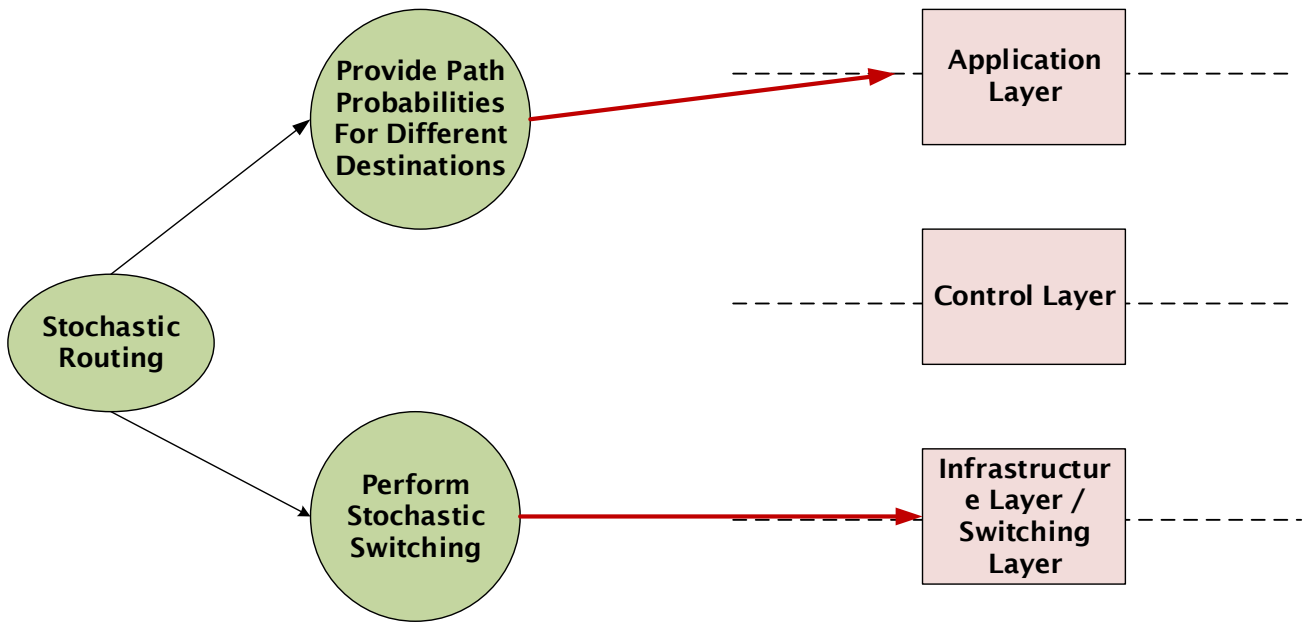 Provide Path
Probabilities
For Different
Destinations
Application
Layer
Control Layer
Stochastic
Routing
Perform
Stochastic
Switching
Infrastructur
e Layer /
Switching
Layer